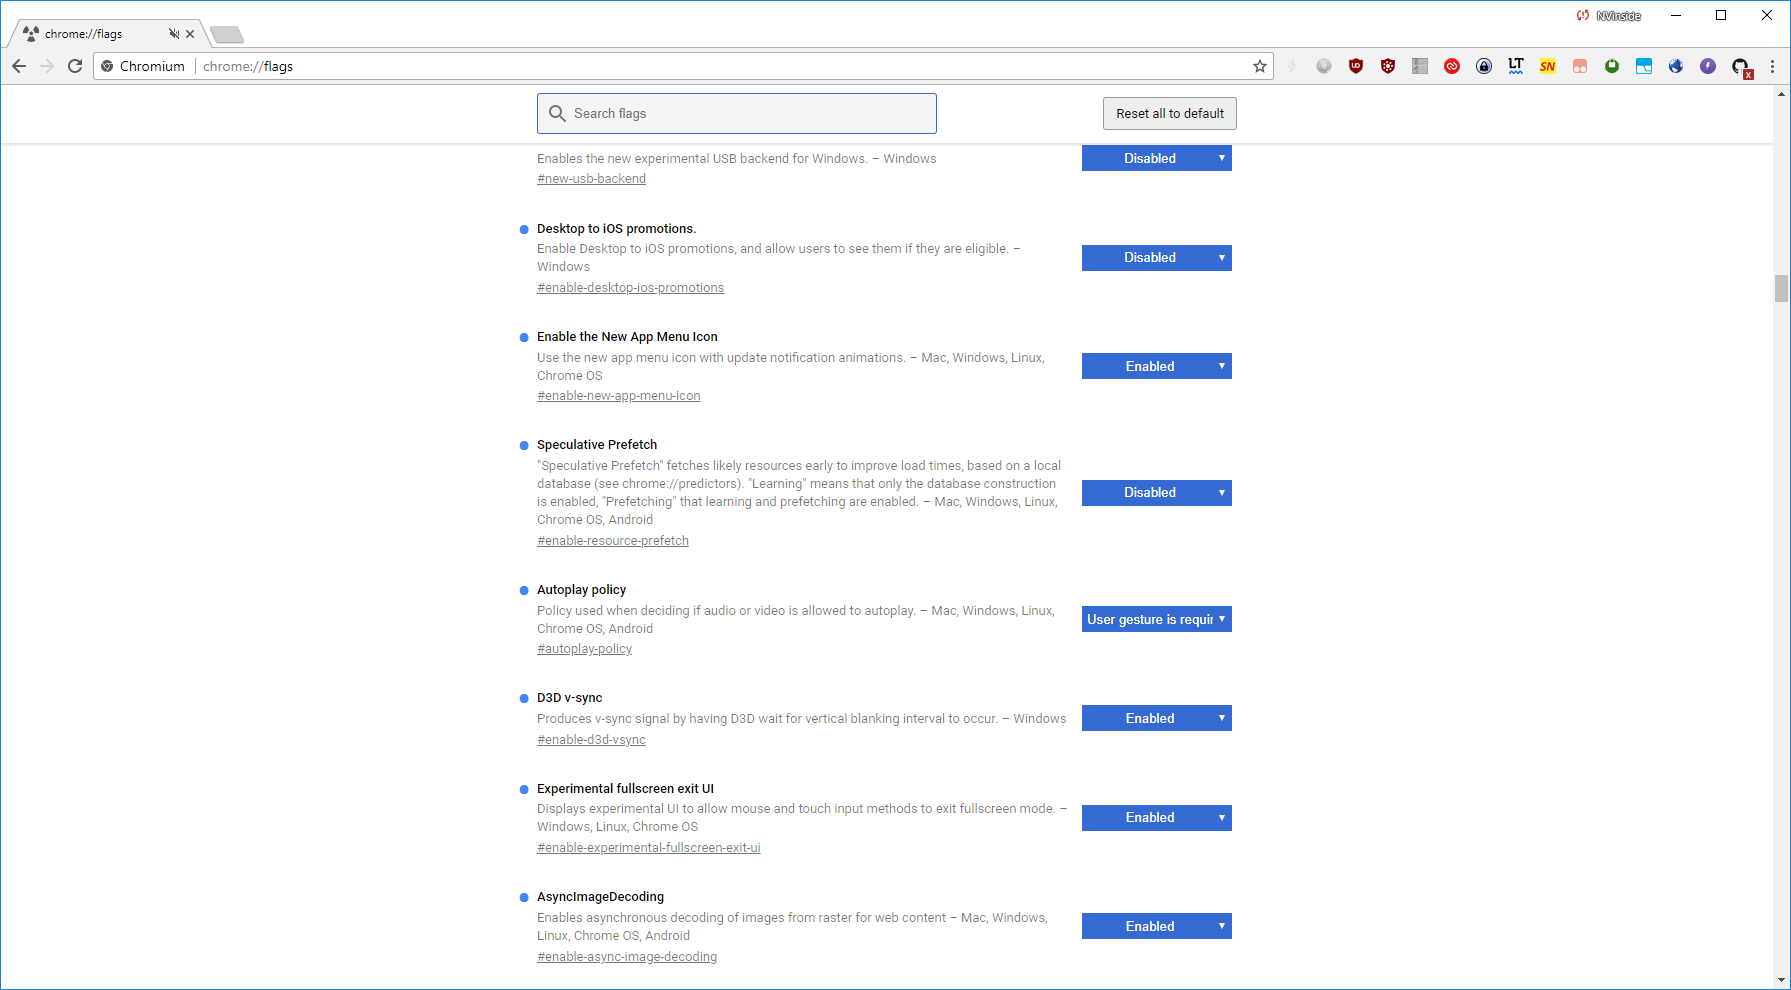 NVinside
chrome://flags
Chromium
chrome://flags
Search flags
Reset all to default
Enables the new experimental USB backend for Windows. – Windows
#new-usb-backend
Disabled
Desktop to iOS promotions.
Enable Desktop to iOS promotions, and allow users to see them if they are eligible. –
Windows
#enable-desktop-ios-promotions
Disabled
Enable the New App Menu Icon
Use the new app menu icon with update notification animations. – Mac, Windows, Linux,
Chrome OS
#enable-new-app-menu-icon
Enabled
Speculative Prefetch
"Speculative Prefetch" fetches likely resources early to improve load times, based on a local
database (see chrome://predictors). "Learning" means that only the database construction
is enabled, "Prefetching" that learning and prefetching are enabled. – Mac, Windows, Linux,
Chrome OS, Android
#enable-resource-prefetch
Disabled
Autoplay policy
Policy used when deciding if audio or video is allowed to autoplay. – Mac, Windows, Linux,
Chrome OS, Android
#autoplay-policy
User gesture is requir
D3D v-sync
Produces v-sync signal by having D3D wait for vertical blanking interval to occur. – Windows
#enable-d3d-vsync
Enabled
Experimental fullscreen exit UI
Displays experimental UI to allow mouse and touch input methods to exit fullscreen mode. –
Windows, Linux, Chrome OS
#enable-experimental-fullscreen-exit-ui
Enabled
AsyncImageDecoding
Enables asynchronous decoding of images from raster for web content – Mac, Windows,
Linux, Chrome OS, Android
#enable-async-image-decoding
Enabled
LT
SN
x